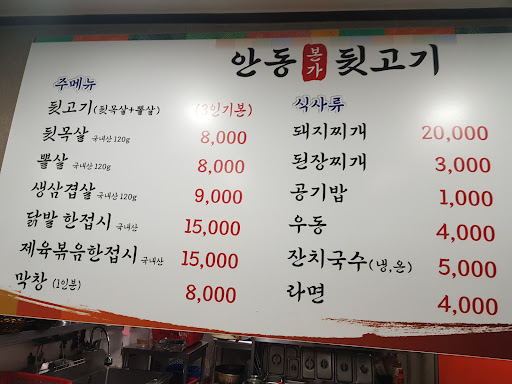 안동 본가 뒷고기
주메뉴
뒷고기(뒷목살+뽈살) (3인기본)
뒷목살 국내산 120g 8,000
뽈살 국내산 120g 8,000
생삼겹살 국내산 120g 9,000
닭발 한접시 국내산 15,000
제육볶음한접시 국내산 15,000
막창 (1인분) 8,000
식사류
돼지찌개 20,000
된장찌개 3,000
공기밥 1,000
우동 4,000
잔치국수(냉,온) 5,000
라면 4,000